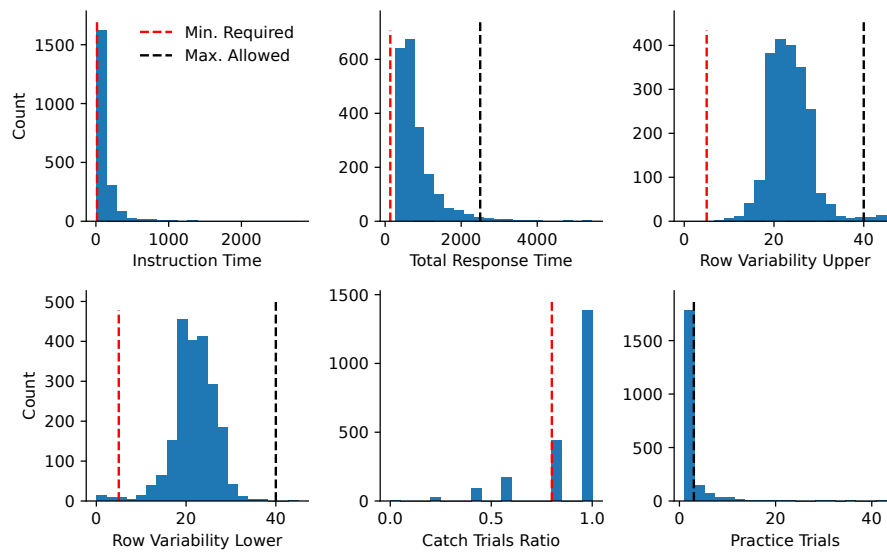 Min. Required
Max. Allowed
Count
1500
1000
500
0
0 1000 2000
Instruction Time
600
400
200
0
0 2000 4000
Total Response Time
400
300
200
100
0
0 20 40
Row Variability Upper
Count
500
400
300
200
100
0
0 20 40
Row Variability Lower
1500
1000
500
0
0.0 0.5 1.0
Catch Trials Ratio
1500
1000
500
0
0 20 40
Practice Trials